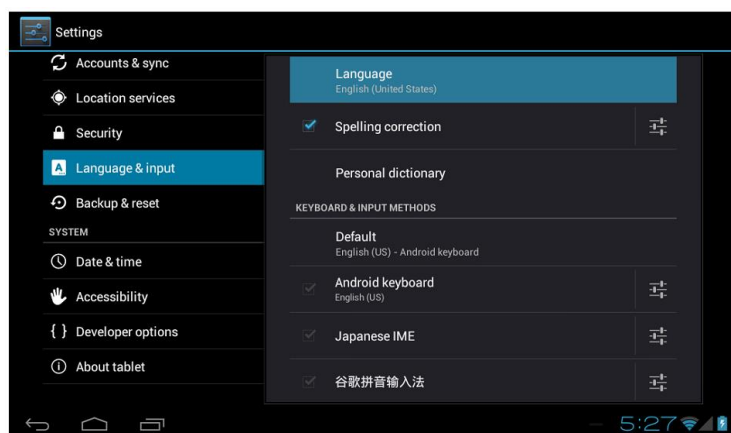 Settings
Accounts & sync
Location services
Security
Language & input
Backup & reset
SYSTEM
Date & time
Accessibility
Developer options
About tablet
Language
English (United States)
Spelling correction
Personal dictionary
KEYBOARD & INPUT METHODS
Default
English (US) - Android keyboard
Android keyboard
English (US)
Japanese IME
谷歌拼音输入法
5:27